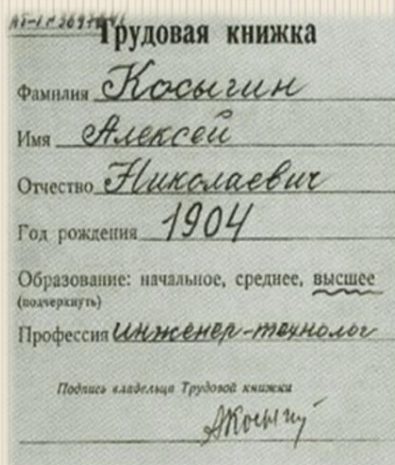 Трудовая книжка
Фамилия Косыгин
Имя Алексей
Отчество Николаевич
Год рождения 1904
Образование: начальное, среднее, высшее
(подчеркнуть)
Профессия инженер-технолог
Подпись владельца Трудовой книжки
АКосыгин